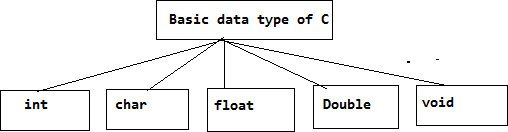 Basic data type of C
int
char
float
Double
void